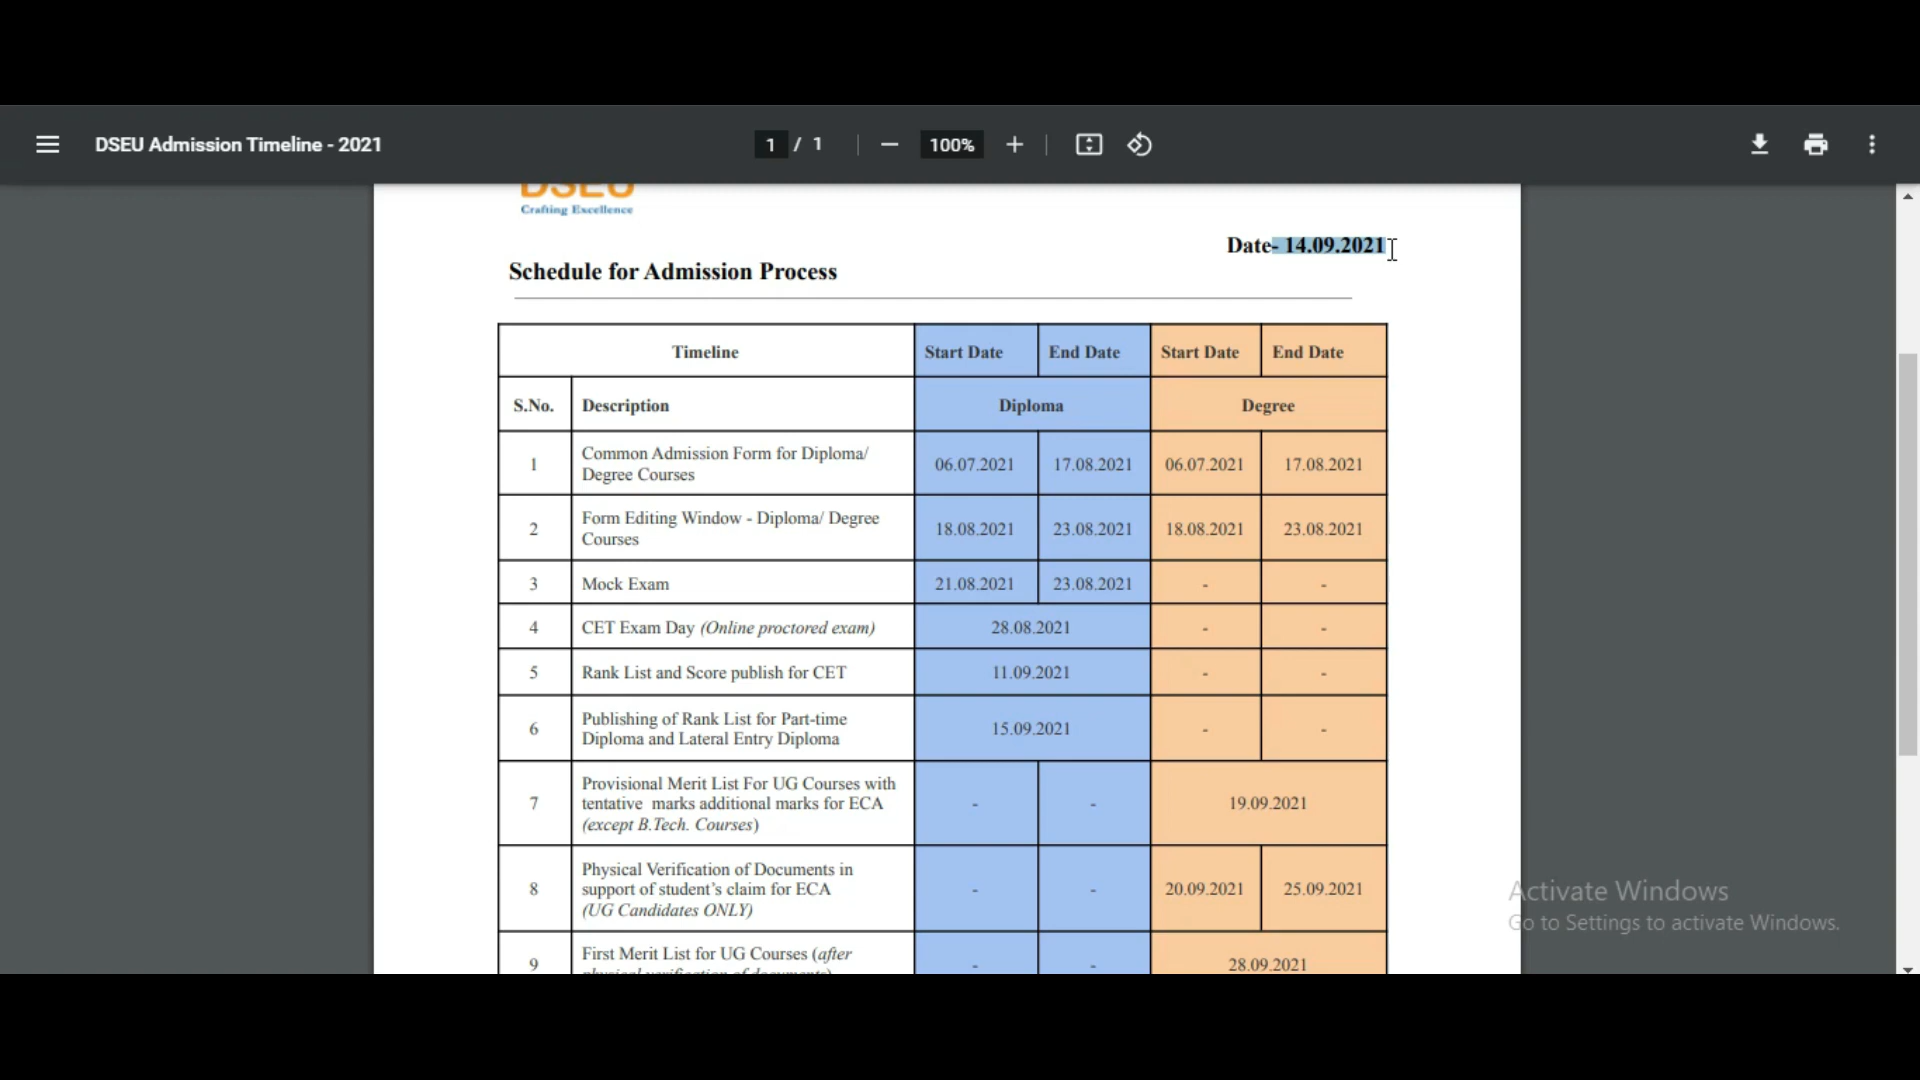 DSEU Admission Timeline - 2021
1 / 1
100%
DSEU
Crafting Excellence
Date- 14.09.2021
Schedule for Admission Process
Timeline Start Date End Date Start Date End Date
S.No. Description Diploma Degree
1 Common Admission Form for Diploma/
Degree Courses 06.07.2021 17.08.2021 06.07.2021 17.08.2021
2 Form Editing Window - Diploma/ Degree
Courses 18.08.2021 23.08.2021 18.08.2021 23.08.2021
3 Mock Exam 21.08.2021 23.08.2021 - -
4 CET Exam Day (Online proctored exam) 28.08.2021 - -
5 Rank List and Score publish for CET 11.09.2021 - -
6 Publishing of Rank List for Part-time
Diploma and Lateral Entry Diploma 15.09.2021 - -
7 Provisional Merit List For UG Courses with
tentative marks additional marks for ECA
(except B.Tech. Courses) - - 19.09.2021
8 Physical Verification of Documents in
support of student's claim for ECA
(UG Candidates ONLY) - - 20.09.2021 25.09.2021
9 First Merit List for UG Courses (after
physical verification of documents) - - 28.09.2021
Activate Windows
Go to Settings to activate Windows.